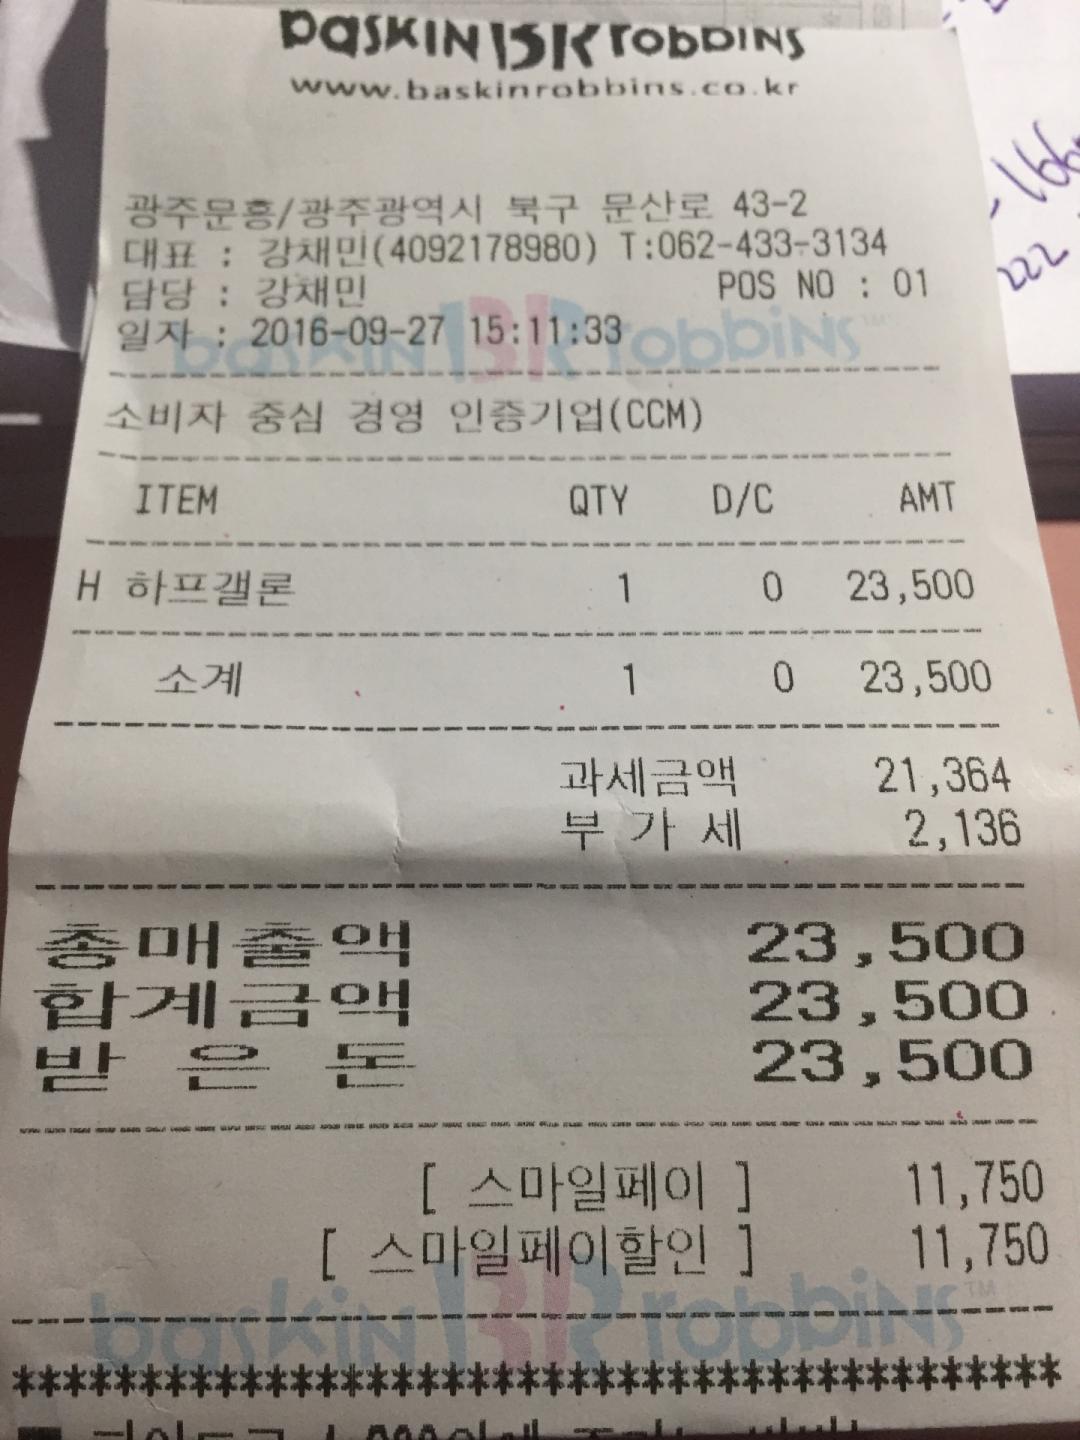 baskin BR robbins
www.baskinrobbins.co.kr
광주문흥/광주광역시 북구 문산로 43-2
대표 : 강채민(4092178980) T:062-433-3134
담당 : 강채민 POS NO : 01
일자 : 2016-09-27 15:11:33
baskin BR robbins™
소비자 중심 경영 인증기업(CCM)
ITEM QTY D/C AMT
H 하프갤론 1 0 23,500
소계 1 0 23,500
과세금액 21,364
부 가 세 2,136
총매출액 23,500
합계금액 23,500
받 은 돈 23,500
[ 스마일페이 ] 11,750
[ 스마일페이할인 ] 11,750
baskin BR robbins TM
****************************************
166
222